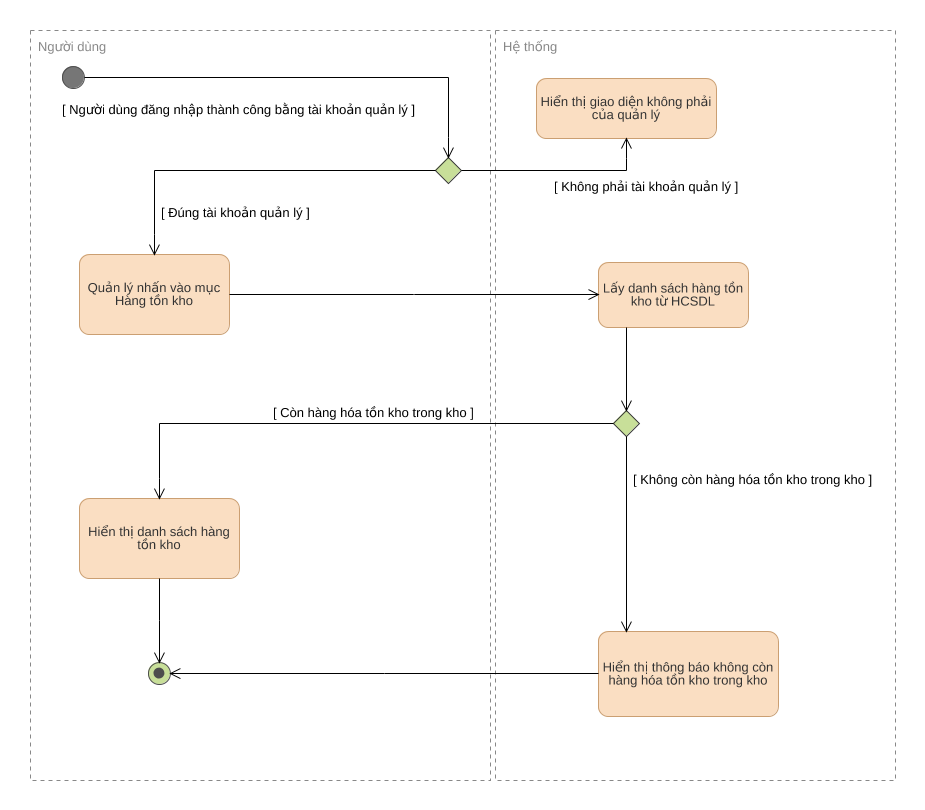 Người dùng
Hệ thống
Hiển thị giao diện không phải
của quản lý
[ Người dùng đăng nhập thành công bằng tài khoản quản lý ]
[ Không phải tài khoản quản lý ]
[ Đúng tài khoản quản lý ]
Quản lý nhấn vào mục
Hàng tồn kho
Lấy danh sách hàng tồn
kho từ HCSDL
[ Còn hàng hóa tồn kho trong kho ]
[ Không còn hàng hóa tồn kho trong kho ]
Hiển thị danh sách hàng
tồn kho
Hiển thị thông báo không còn
hàng hóa tồn kho trong kho